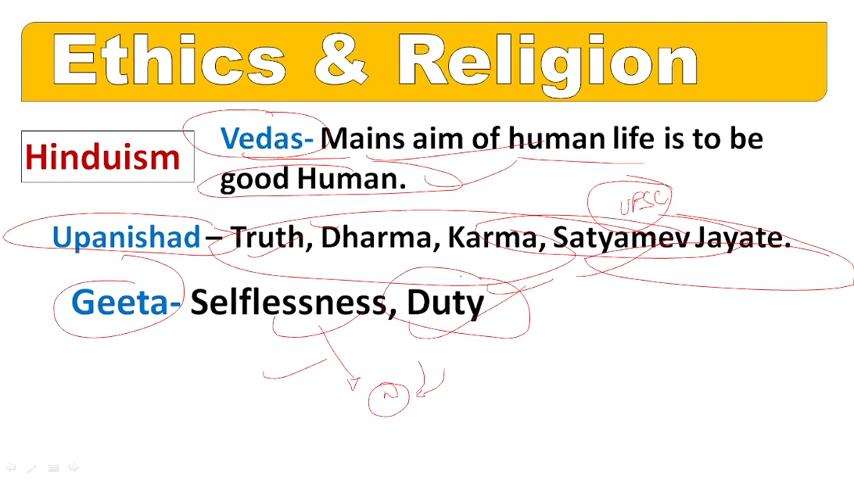 Ethics & Religion
Hinduism
Vedas- Mains aim of human life is to be
good Human.
UPSC
Upanishad – Truth, Dharma, Karma, Satyamev Jayate.
Geeta- Selflessness, Duty